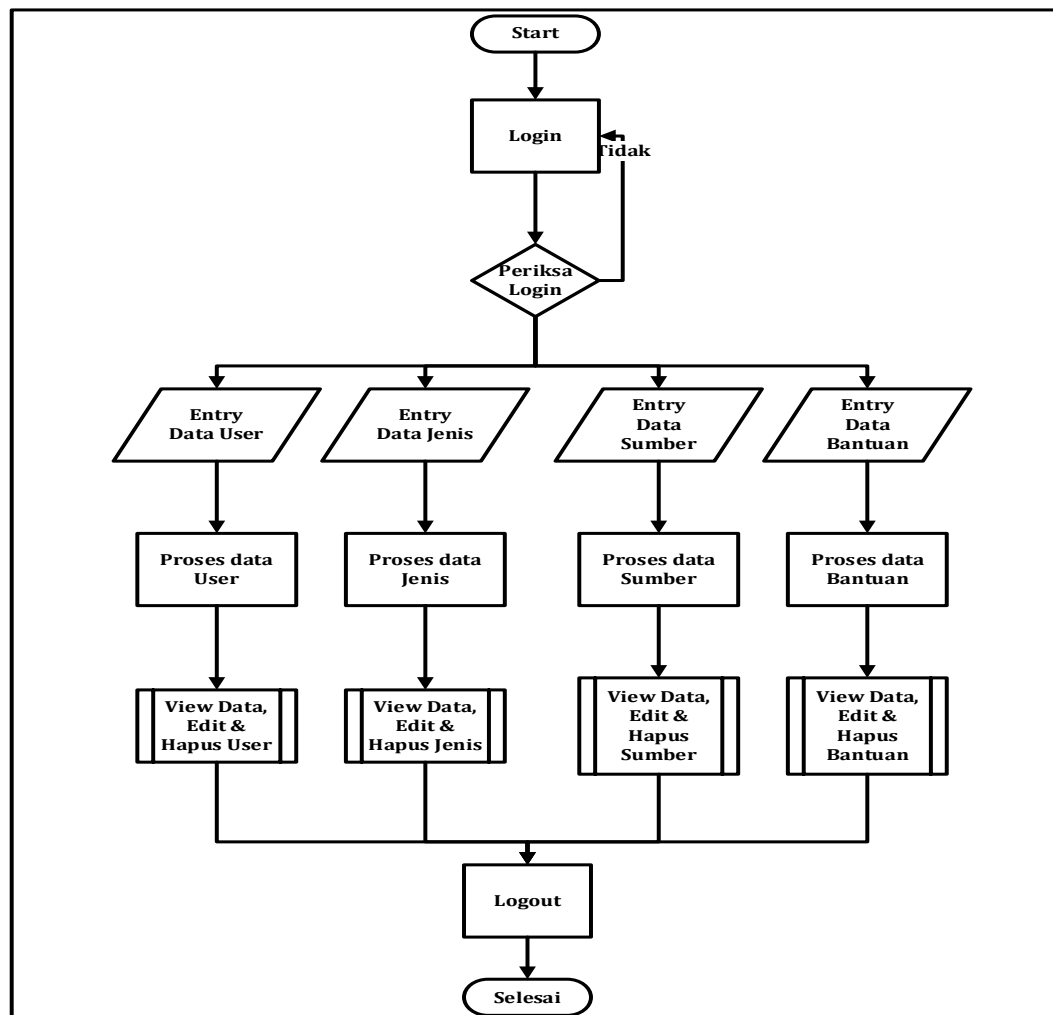 Start
Login
Tidak
Periksa
Login
Entry
Data User
Entry
Data Jenis
Entry
Data
Sumber
Entry
Data
Bantuan
Proses data
User
Proses data
Jenis
Proses data
Sumber
Proses data
Bantuan
View Data,
Edit &
Hapus User
View Data,
Edit &
Hapus Jenis
View Data,
Edit &
Hapus
Sumber
View Data,
Edit &
Hapus
Bantuan
Logout
Selesai